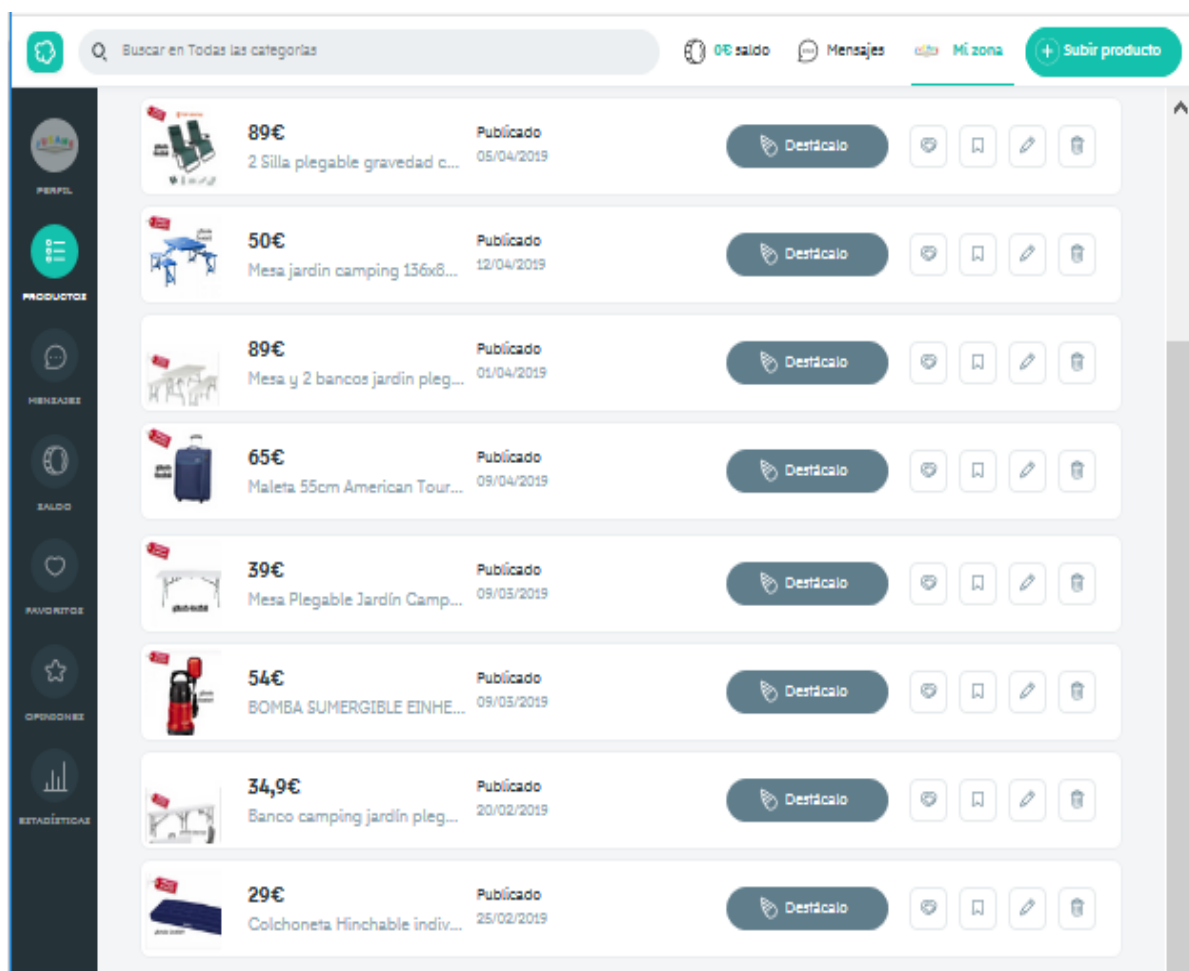 Buscar en Todas las categorías
0€ saldo
Mensajes
Mi zona
Subir producto
PERFIL
PRODUCTOS
MENSAJES
SALDO
FAVORITOS
OPINIONES
ESTADÍSTICAS
89€
2 Silla plegable gravedad c...
Publicado
05/04/2019
Destácalo
50€
Mesa jardin camping 136x8...
Publicado
12/04/2019
Destácalo
89€
Mesa y 2 bancos jardin pleg...
Publicado
01/04/2019
Destácalo
65€
Maleta 55cm American Tour...
Publicado
09/04/2019
Destácalo
39€
Mesa Plegable Jardín Camp...
Publicado
09/03/2019
Destácalo
54€
BOMBA SUMERGIBLE EINHE...
Publicado
09/03/2019
Destácalo
34,9€
Banco camping jardín pleg...
Publicado
20/02/2019
Destácalo
29€
Colchoneta Hinchable indiv...
Publicado
25/02/2019
Destácalo